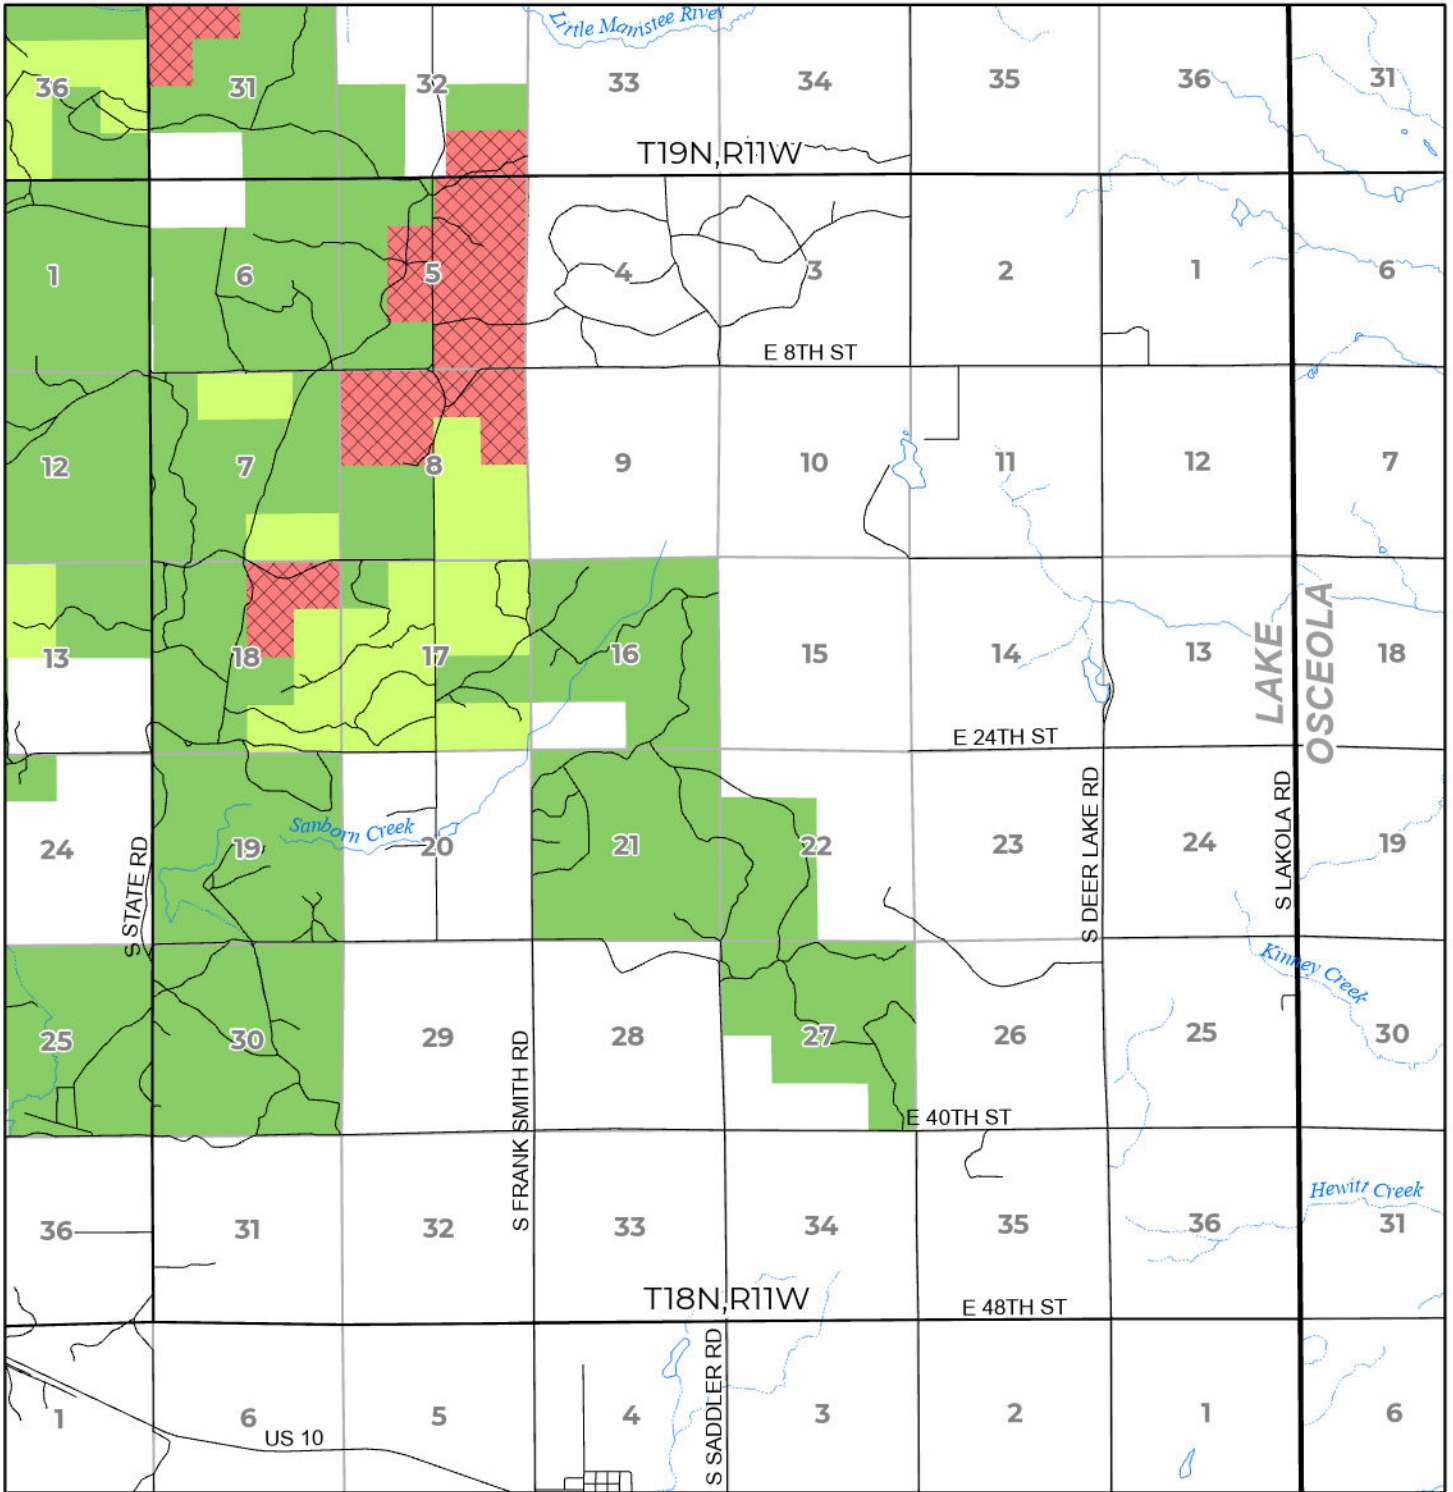 Little Manistee River
36 31 32 33 34 35 36 31
T19N,R11W
1 6 5 4 3 2 1 6
E 8TH ST
12 7 8 9 10 11 12 7
13 18 17 16 15 14 13 18
LAKE
OSCEOLA
E 24TH ST
S STATE RD
24 19 20 21 22 23 24 19
Sanborn Creek
S DEER LAKE RD
S LAKOLA RD
Kinney Creek
25 30 29 28 27 26 25 30
S FRANK SMITH RD
E 40TH ST
Hewitt Creek
36 31 32 33 34 35 36 31
T18N,R11W
E 48TH ST
S SADDLER RD
1 6 5 4 3 2 1 6
US 10